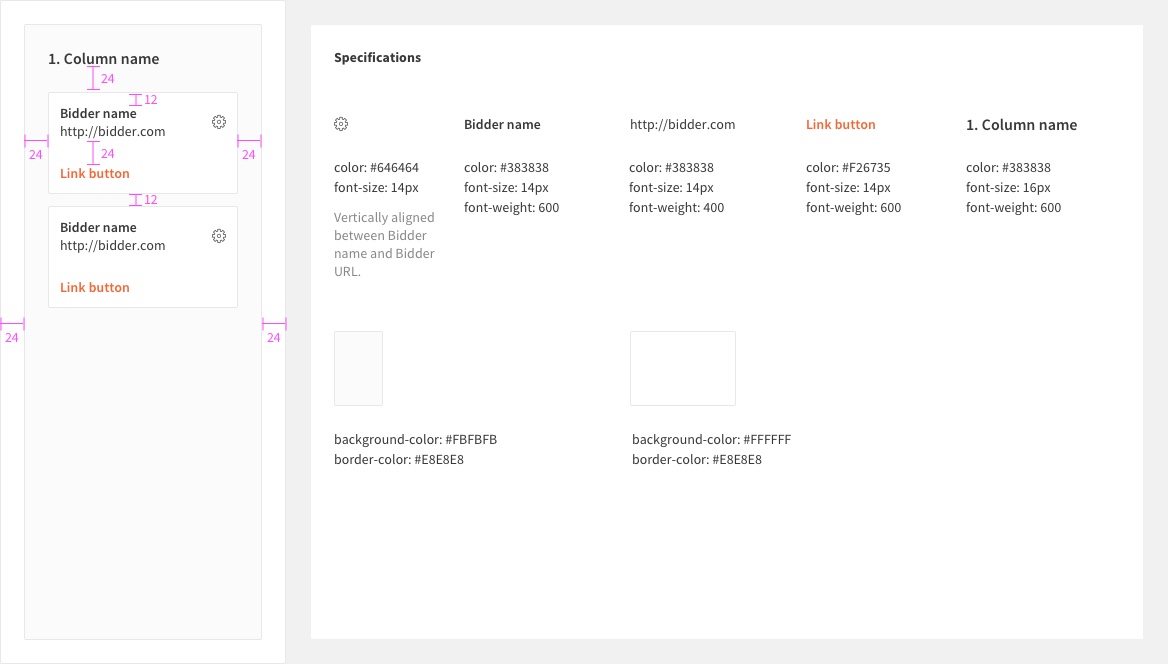 1. Column name
24
12
Bidder name
http://bidder.com
24
24
24
Link button
12
Bidder name
http://bidder.com
Link button
24
24
Specifications
Bidder name
http://bidder.com
Link button
1. Column name
color: #646464
font-size: 14px
Vertically aligned
between Bidder
name and Bidder
URL.
color: #383838
font-size: 14px
font-weight: 600
color: #383838
font-size: 14px
font-weight: 400
color: #F26735
font-size: 14px
font-weight: 600
color: #383838
font-size: 16px
font-weight: 600
background-color: #FBFBFB
border-color: #E8E8E8
background-color: #FFFFFF
border-color: #E8E8E8